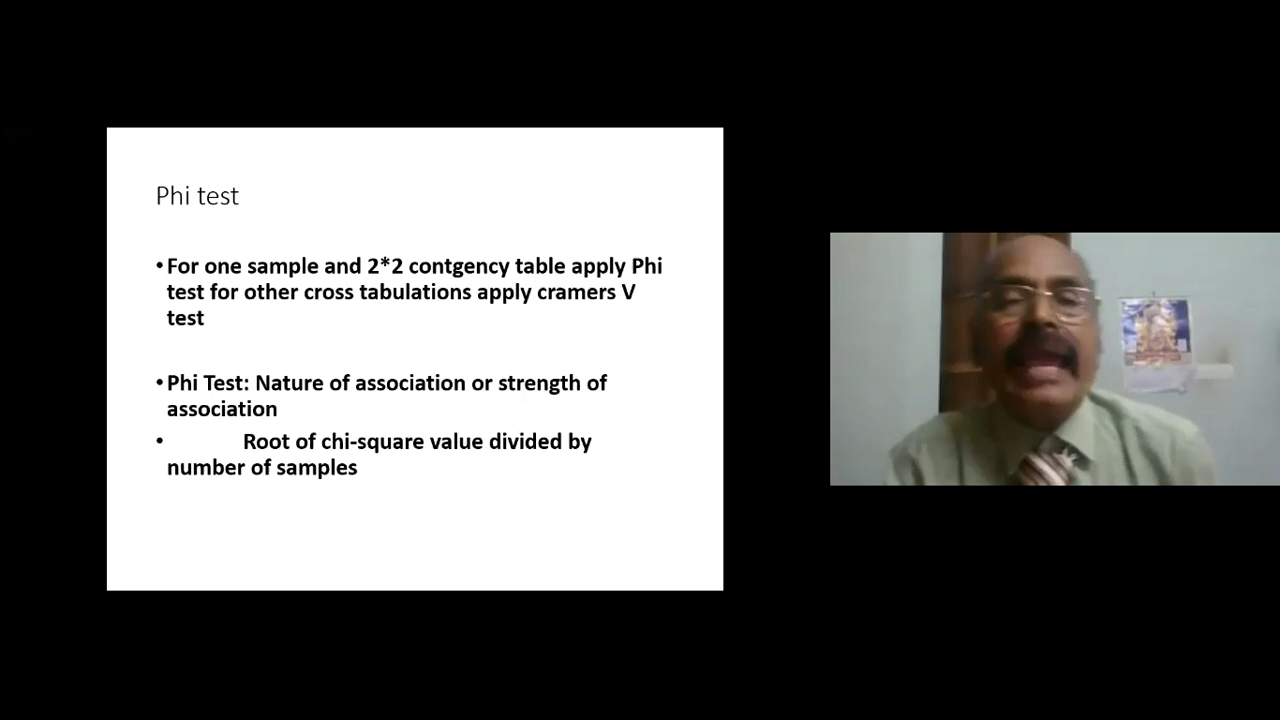 Phi test
•For one sample and 2*2 contgency table apply Phi
test for other cross tabulations apply cramers V
test
•Phi Test: Nature of association or strength of
association
• Root of chi-square value divided by
number of samples